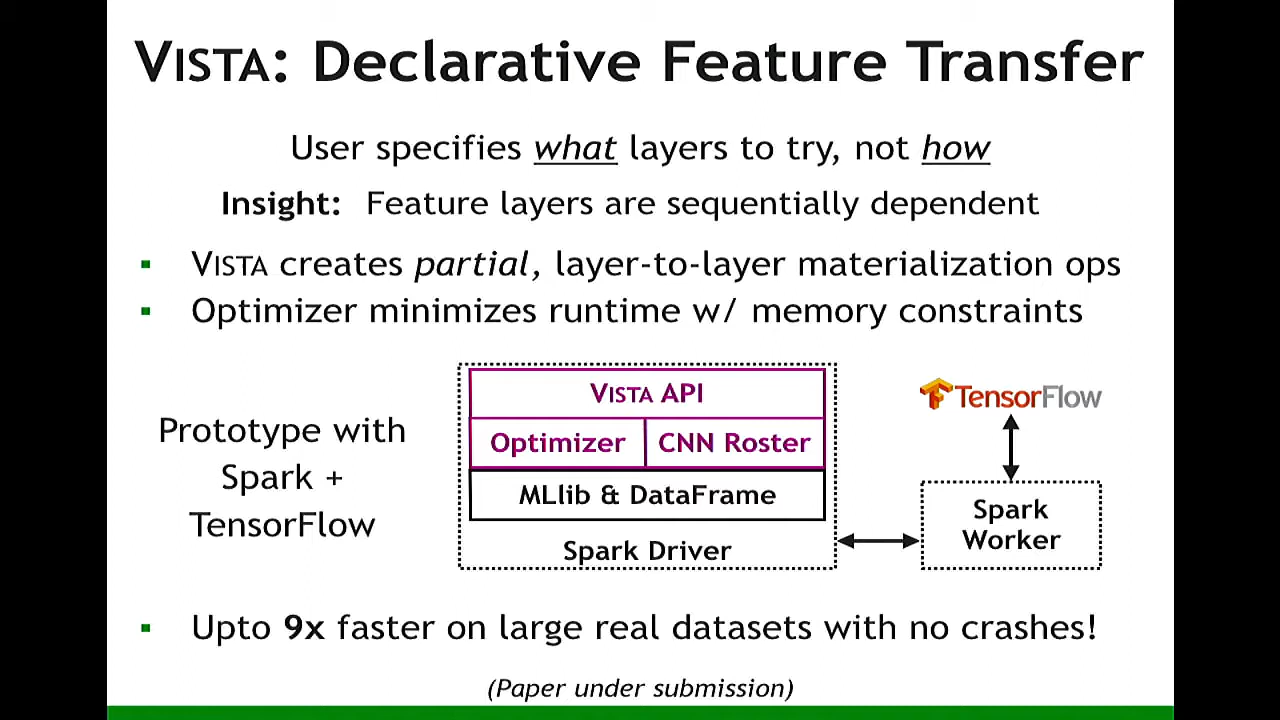 VISTA: Declarative Feature Transfer
User specifies what layers to try, not how
Insight: Feature layers are sequentially dependent
▪ VISTA creates partial, layer-to-layer materialization ops
▪ Optimizer minimizes runtime w/ memory constraints
Prototype with
Spark +
TensorFlow
VISTA API
Optimizer
CNN Roster
MLlib & DataFrame
Spark Driver
TensorFlow
Spark
Worker
▪ Upto 9x faster on large real datasets with no crashes!
(Paper under submission)